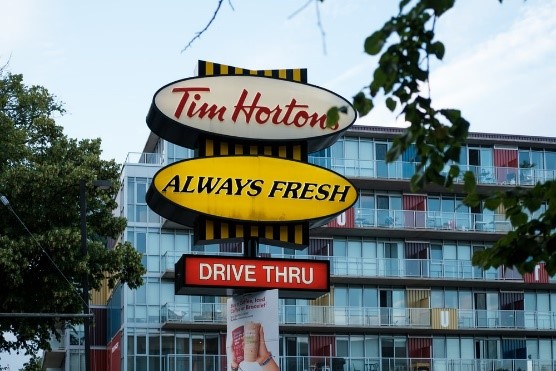 Tim Hortons
ALWAYS FRESH
DRIVE THRU